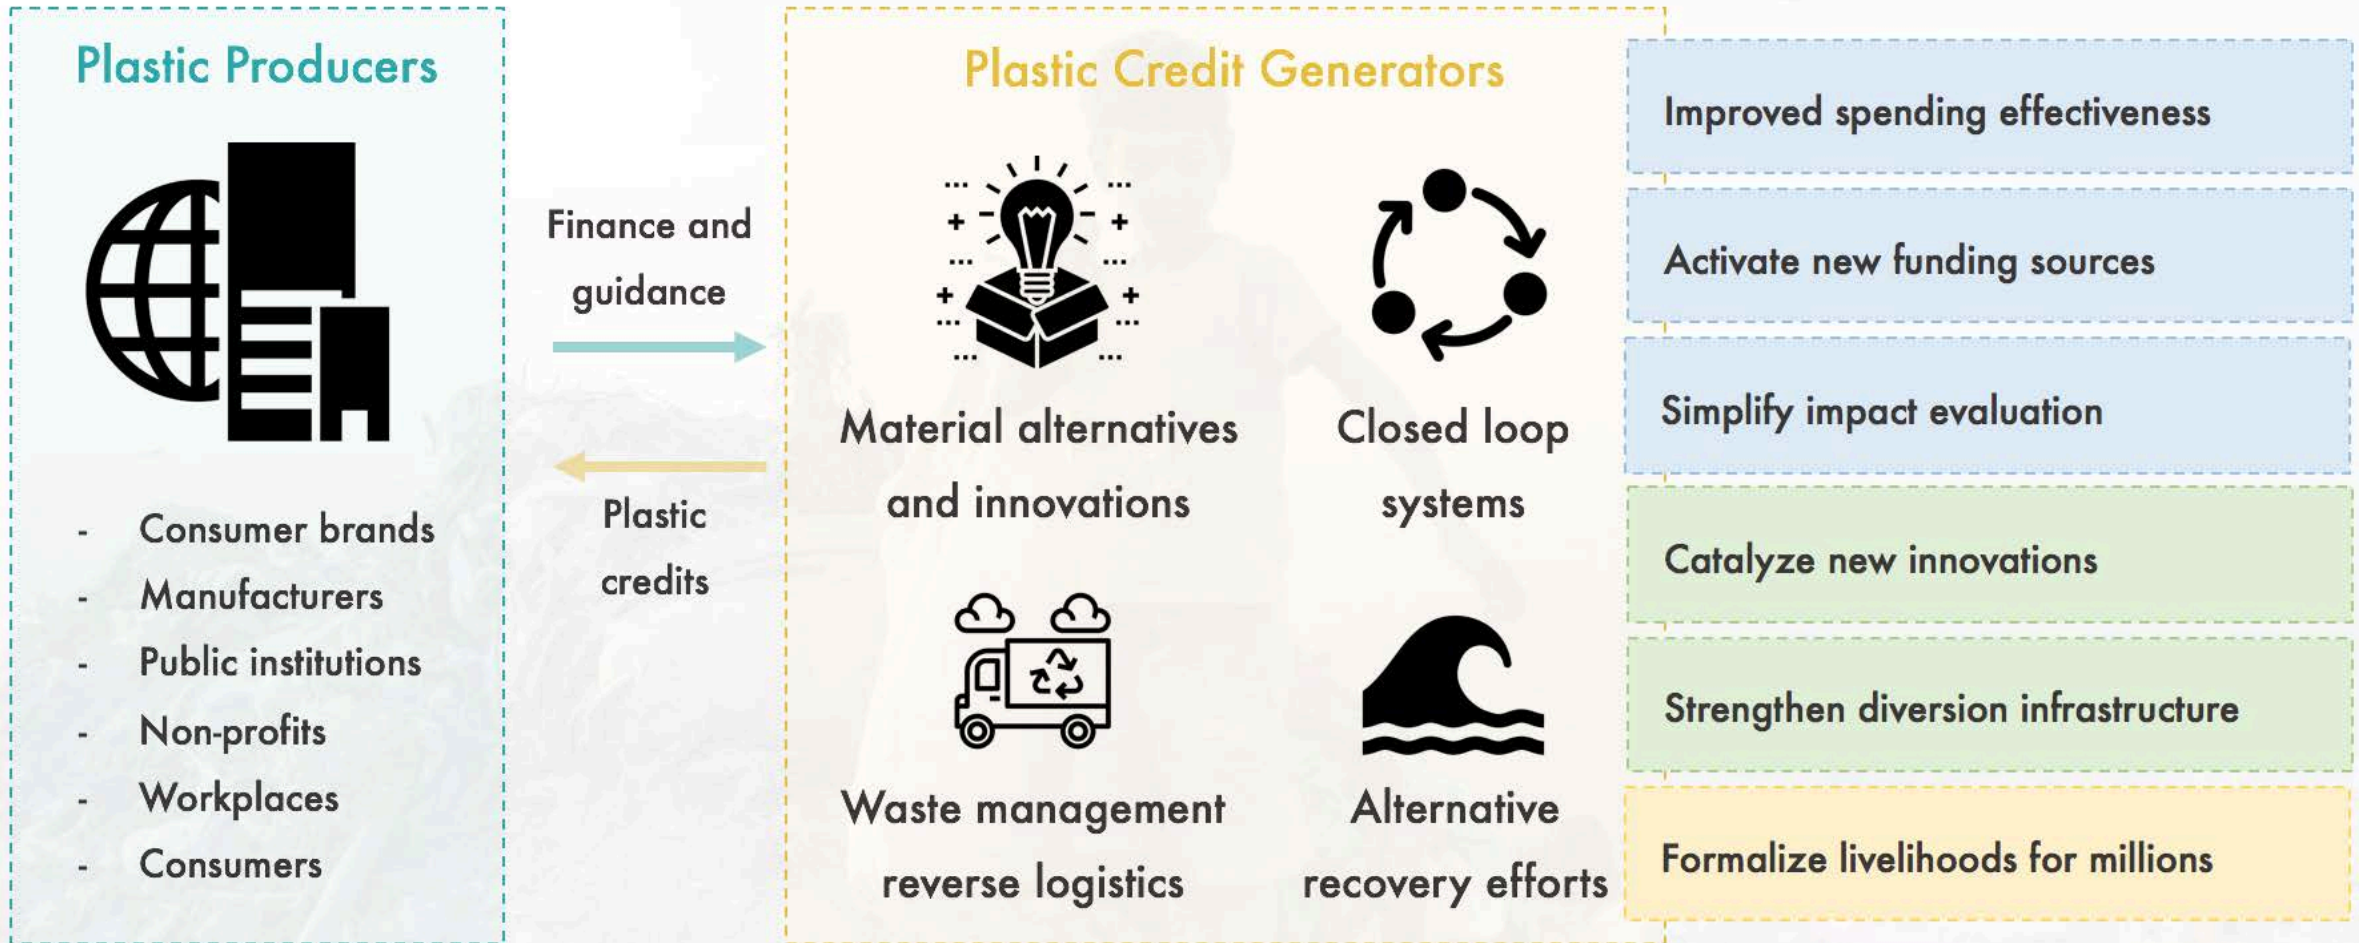 Plastic Producers
- Consumer brands
- Manufacturers
- Public institutions
- Non-profits
- Workplaces
- Consumers
Finance and
guidance
Plastic
credits
Plastic Credit Generators
Material alternatives
and innovations
Closed loop
systems
Waste management
reverse logistics
Alternative
recovery efforts
Improved spending effectiveness
Activate new funding sources
Simplify impact evaluation
Catalyze new innovations
Strengthen diversion infrastructure
Formalize livelihoods for millions